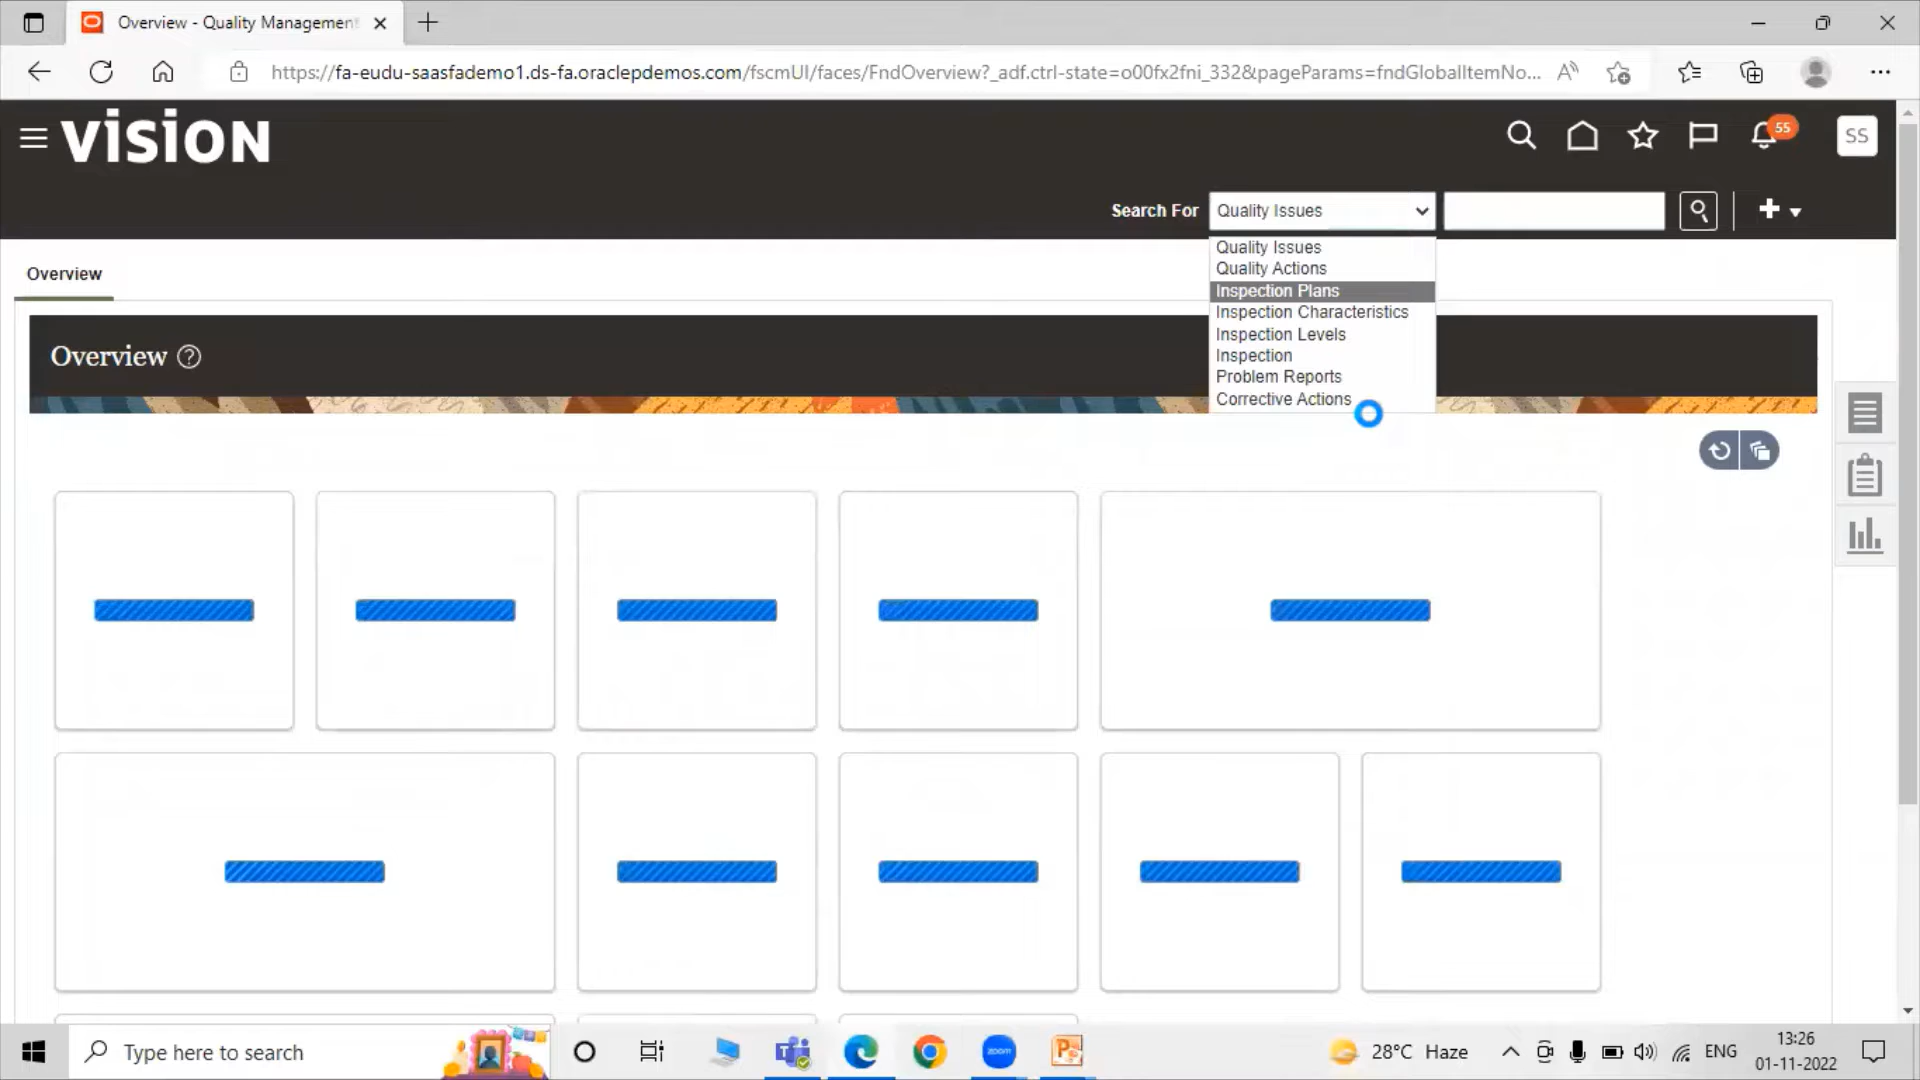 Overview - Quality Management
https://fa-eudu-saasfademo1.ds-fa.oraclepdemos.com/fscmUI/faces/FndOverview?_adf.ctrl-state=o00fx2fni_332&pageParams=fndGlobalItemNo...
VISION
55
SS
Search For
Quality Issues
Quality Issues
Quality Actions
Inspection Plans
Inspection Characteristics
Inspection Levels
Inspection
Problem Reports
Corrective Actions
Overview
Overview
Type here to search
zoom
28°C Haze
ENG
13:26
01-11-2022